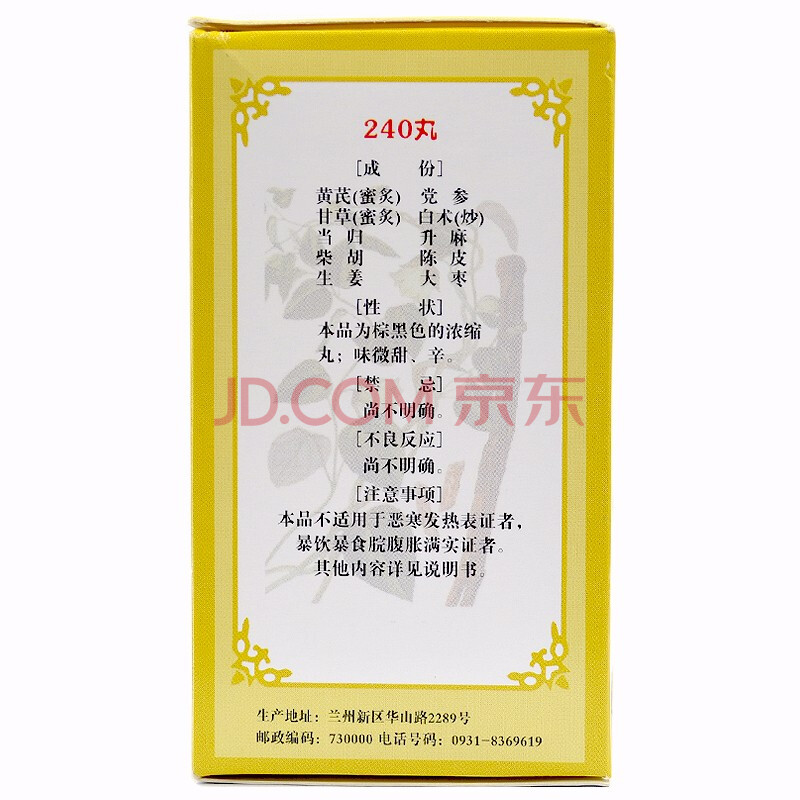 240丸
[成 份]
黄芪(蜜炙) 党 参
甘草(蜜炙) 白术(炒)
当 归 升 麻
柴 胡 陈 皮
生 姜 大 枣
[性 状]
本品为棕黑色的浓缩
丸；味微甜、辛。
[禁 忌]
JD.COM 京东
尚不明确。
[不良反应]
尚不明确。
[注意事项]
本品不适用于恶寒发热表证者，
暴饮暴食脘腹胀满实证者。
其他内容详见说明书。
生产地址：兰州新区华山路2289号
邮政编码：730000 电话号码：0931-8369619